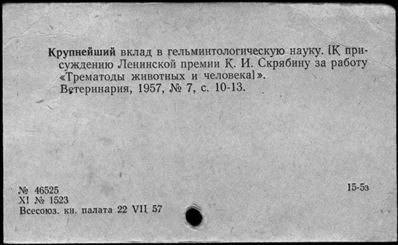 Крупнейший вклад в гельминтологическую науку. [К при-
суждению Ленинской премии К. И. Скрябину за работу
«Трематоды животных и человека]».
Ветеринария, 1957, № 7, с. 10-13.
№ 46525
15-5з
XI № 1523
Всесоюз. кн. палата 22 VII 57